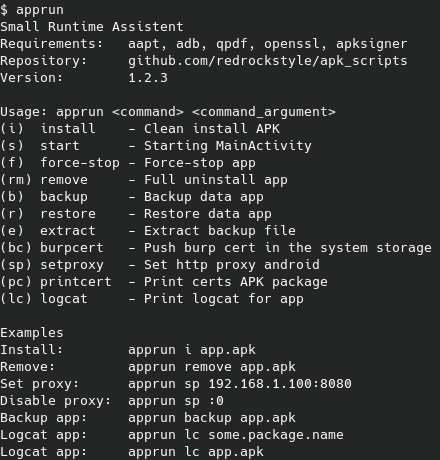 $ apprun
Small Runtime Assistent
Requirements:   aapt, adb, qpdf, openssl, apksigner
Repository:     github.com/redrockstyle/apk_scripts
Version:        1.2.3

Usage: apprun <command> <command_argument>
(i)  install    - Clean install APK
(s)  start      - Starting MainActivity
(f)  force-stop - Force-stop app
(rm) remove     - Full uninstall app
(b)  backup     - Backup data app
(r)  restore    - Restore data app
(e)  extract    - Extract backup file
(bc) burpcert   - Push burp cert in the system storage
(sp) setproxy   - Set http proxy android
(pc) printcert  - Print certs APK package
(lc) logcat     - Print logcat for app

Examples
Install:        apprun i app.apk
Remove:         apprun remove app.apk
Set proxy:      apprun sp 192.168.1.100:8080
Disable proxy:  apprun sp :0
Backup app:     apprun backup app.apk
Logcat app:     apprun lc some.package.name
Logcat app:     apprun lc app.apk